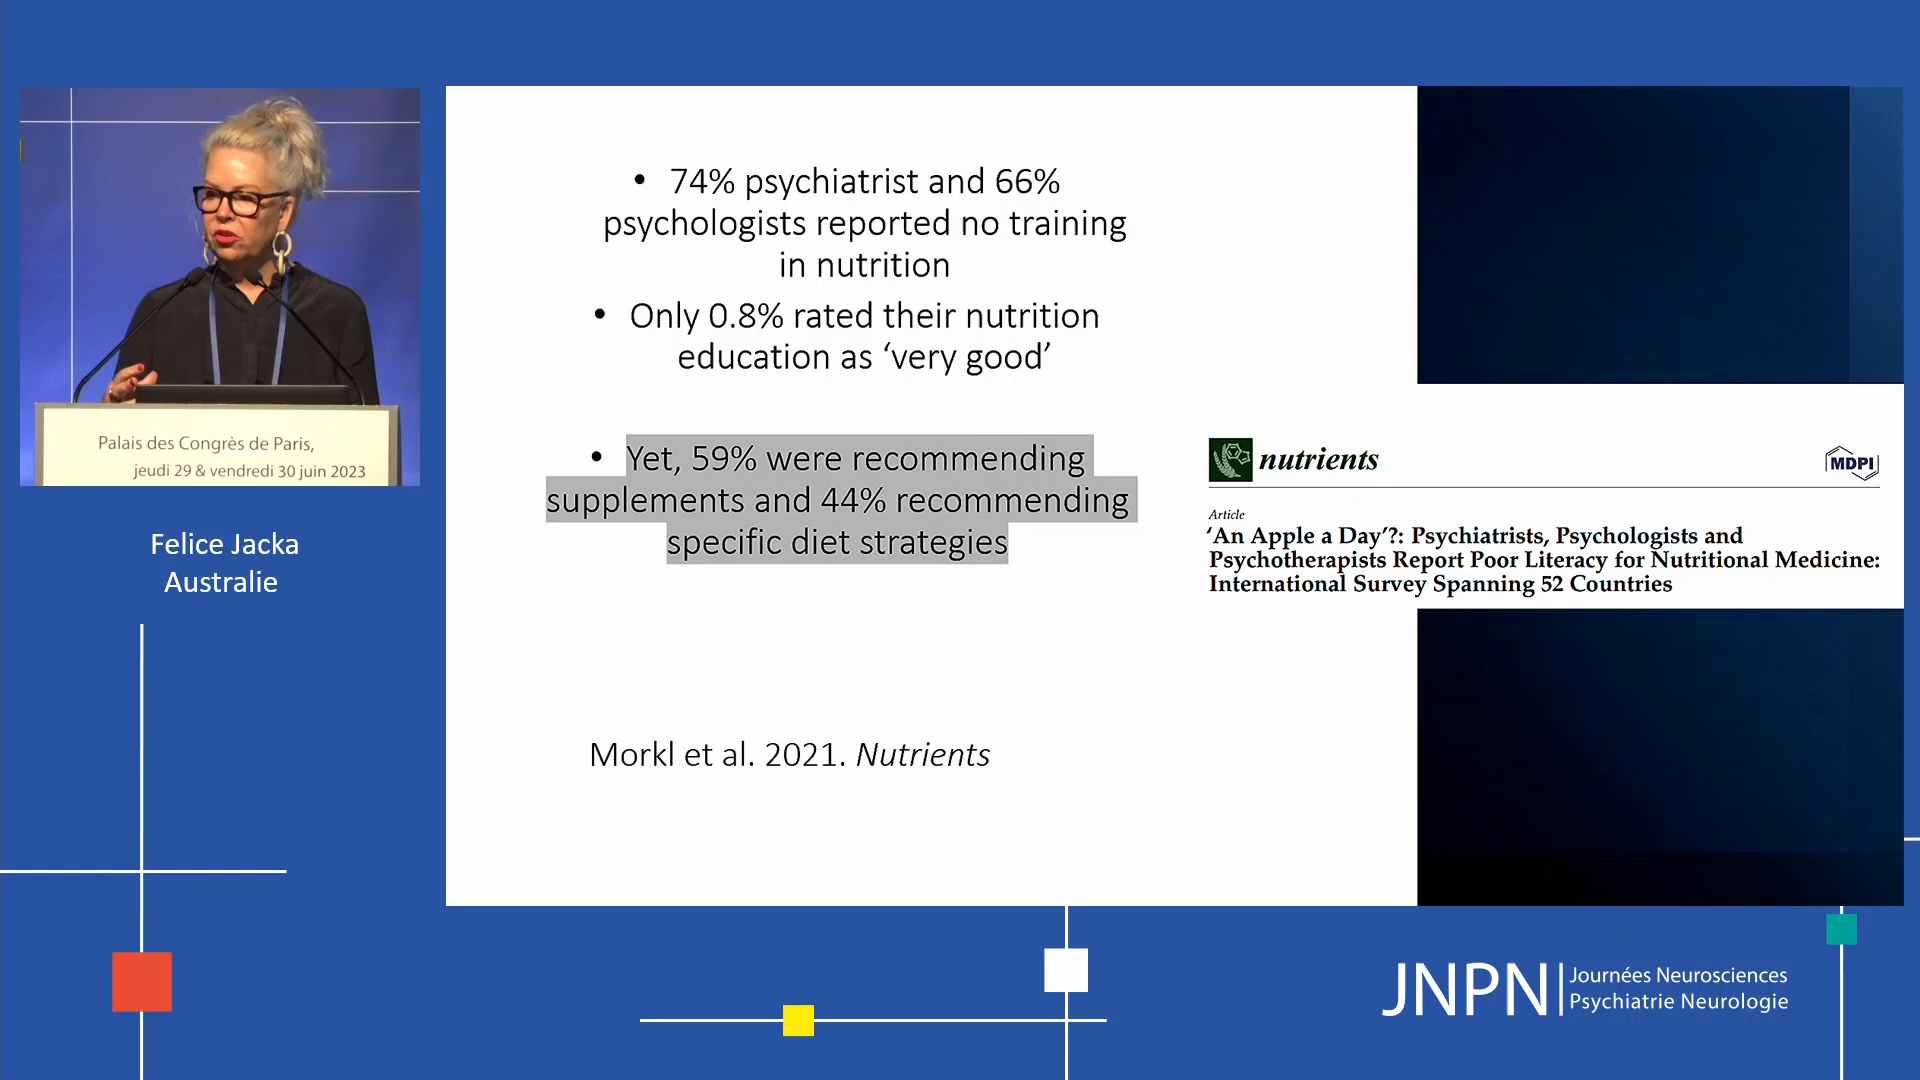 Palais des Congrès de Paris,
jeudi 29 & vendredi 30 juin 2023
Felice Jacka
Australie
• 74% psychiatrist and 66%
psychologists reported no training
in nutrition
• Only 0.8% rated their nutrition
education as ‘very good’
• Yet, 59% were recommending
supplements and 44% recommending
specific diet strategies
Morkl et al. 2021. Nutrients
nutrients
MDPI
Article
‘An Apple a Day’?: Psychiatrists, Psychologists and
Psychotherapists Report Poor Literacy for Nutritional Medicine:
International Survey Spanning 52 Countries
JNPN
Journées Neurosciences
Psychiatrie Neurologie